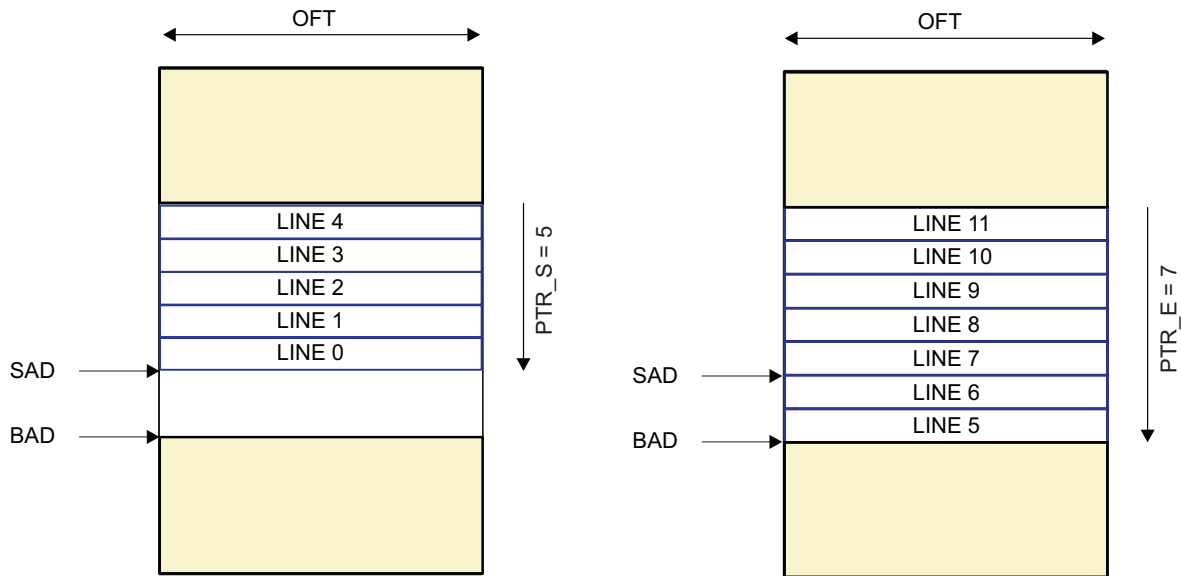 OFT
LINE 4
LINE 3
LINE 2
LINE 1
LINE 0
PTR_S = 5
SAD
BAD
OFT
LINE 11
LINE 10
LINE 9
LINE 8
LINE 7
LINE 6
LINE 5
PTR_E = 7
SAD
BAD